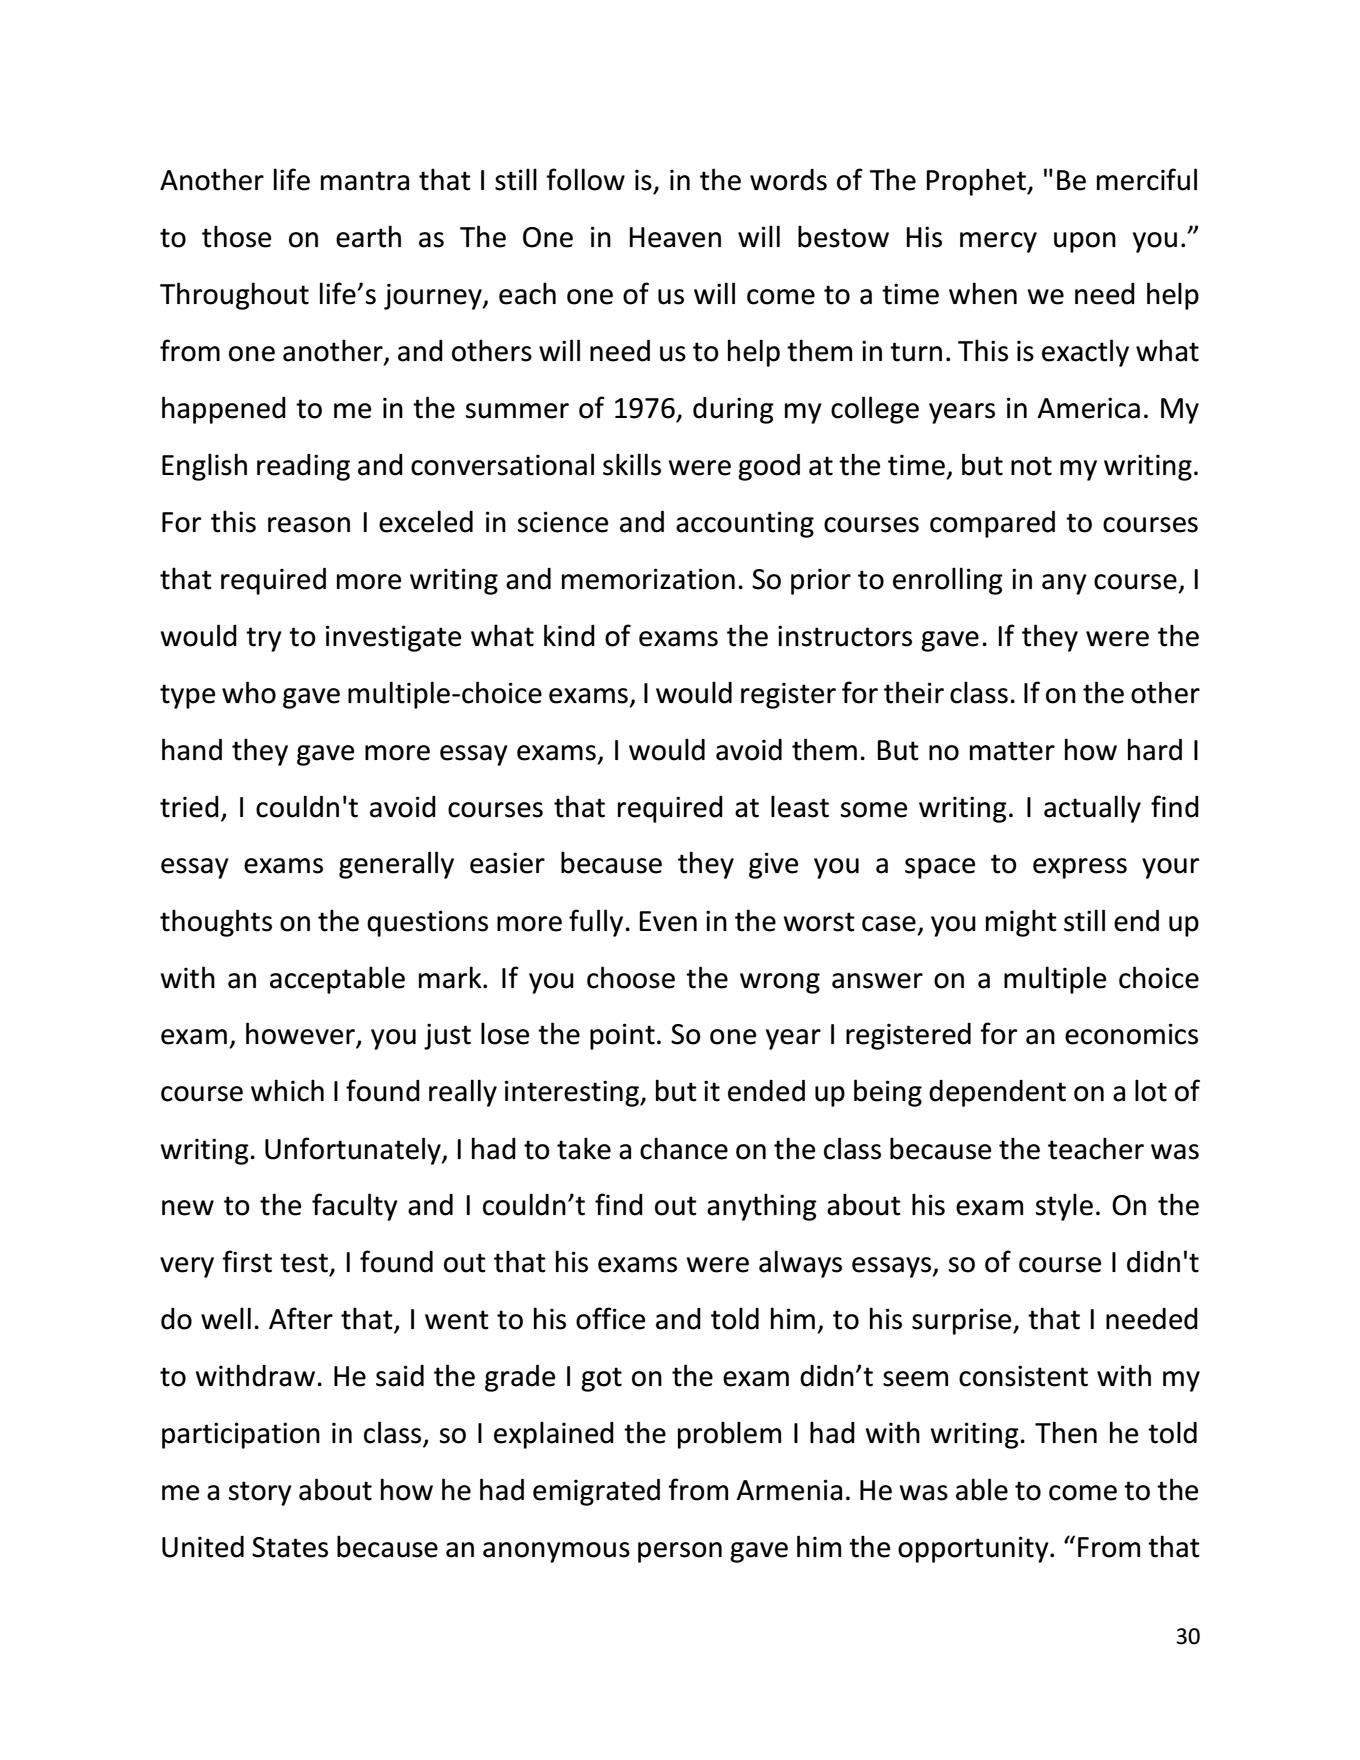 Another life mantra that I still follow is, in the words of The Prophet, "Be merciful
to those on earth as The One in Heaven will bestow His mercy upon you.”
Throughout life’s journey, each one of us will come to a time when we need help
from one another, and others will need us to help them in turn. This is exactly what
happened to me in the summer of 1976, during my college years in America. My
English reading and conversational skills were good at the time, but not my writing.
For this reason I exceled in science and accounting courses compared to courses
that required more writing and memorization. So prior to enrolling in any course, I
would try to investigate what kind of exams the instructors gave. If they were the
type who gave multiple-choice exams, I would register for their class. If on the other
hand they gave more essay exams, I would avoid them. But no matter how hard I
tried, I couldn't avoid courses that required at least some writing. I actually find
essay exams generally easier because they give you a space to express your
thoughts on the questions more fully. Even in the worst case, you might still end up
with an acceptable mark. If you choose the wrong answer on a multiple choice
exam, however, you just lose the point. So one year I registered for an economics
course which I found really interesting, but it ended up being dependent on a lot of
writing. Unfortunately, I had to take a chance on the class because the teacher was
new to the faculty and I couldn’t find out anything about his exam style. On the
very first test, I found out that his exams were always essays, so of course I didn't
do well. After that, I went to his office and told him, to his surprise, that I needed
to withdraw. He said the grade I got on the exam didn’t seem consistent with my
participation in class, so I explained the problem I had with writing. Then he told
me a story about how he had emigrated from Armenia. He was able to come to the
United States because an anonymous person gave him the opportunity. “From that
30